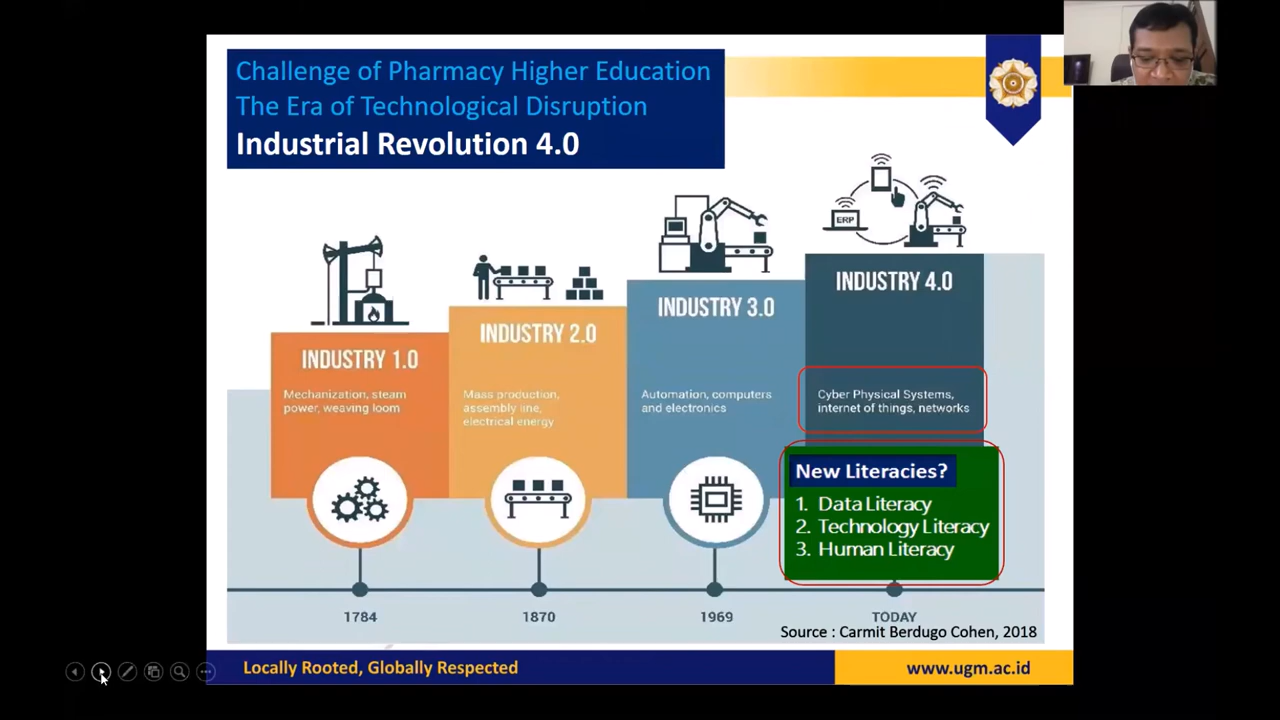 Challenge of Pharmacy Higher Education
The Era of Technological Disruption
Industrial Revolution 4.0
ERP
INDUSTRY 1.0
Mechanization, steam
power, weaving loom
INDUSTRY 2.0
Mass production,
assembly line,
electrical energy
INDUSTRY 3.0
Automation, computers
and electronics
INDUSTRY 4.0
Cyber Physical Systems,
internet of things, networks
New Literacies?
1. Data Literacy
2. Technology Literacy
3. Human Literacy
1784
1870
1969
TODAY
Source : Carmit Berdugo Cohen, 2018
Locally Rooted, Globally Respected
www.ugm.ac.id